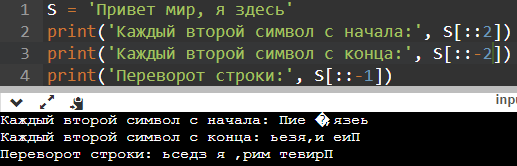 1 S = 'Привет мир, я здесь'
2 print('Каждый второй символ с начала:', S[::2])
3 print('Каждый второй символ с конца:', S[::-2])
4 print('Переворот строки:', S[::-1])
inpu
Каждый второй символ с начала: Пие �,язеь
Каждый второй символ с конца: ьезя,и еиП
Переворот строки: ьседз я ,рим тевирП